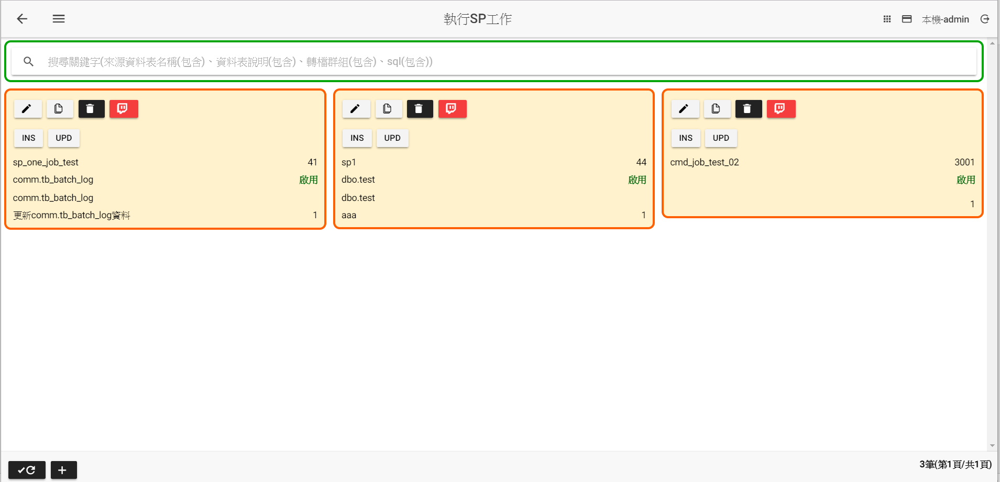 執行SP工作
本機-admin
搜尋關鍵字(來源資料表名稱(包含)、資料表說明(包含)、轉檔群組(包含)、sql(包含))
INS UPD
sp_one_job_test 41
comm.tb_batch_log 啟用
comm.tb_batch_log
更新comm.tb_batch_log資料 1
INS UPD
sp1 44
dbo.test 啟用
dbo.test
aaa 1
INS UPD
cmd_job_test_02 3001
啟用
1
3筆(第1頁/共1頁)